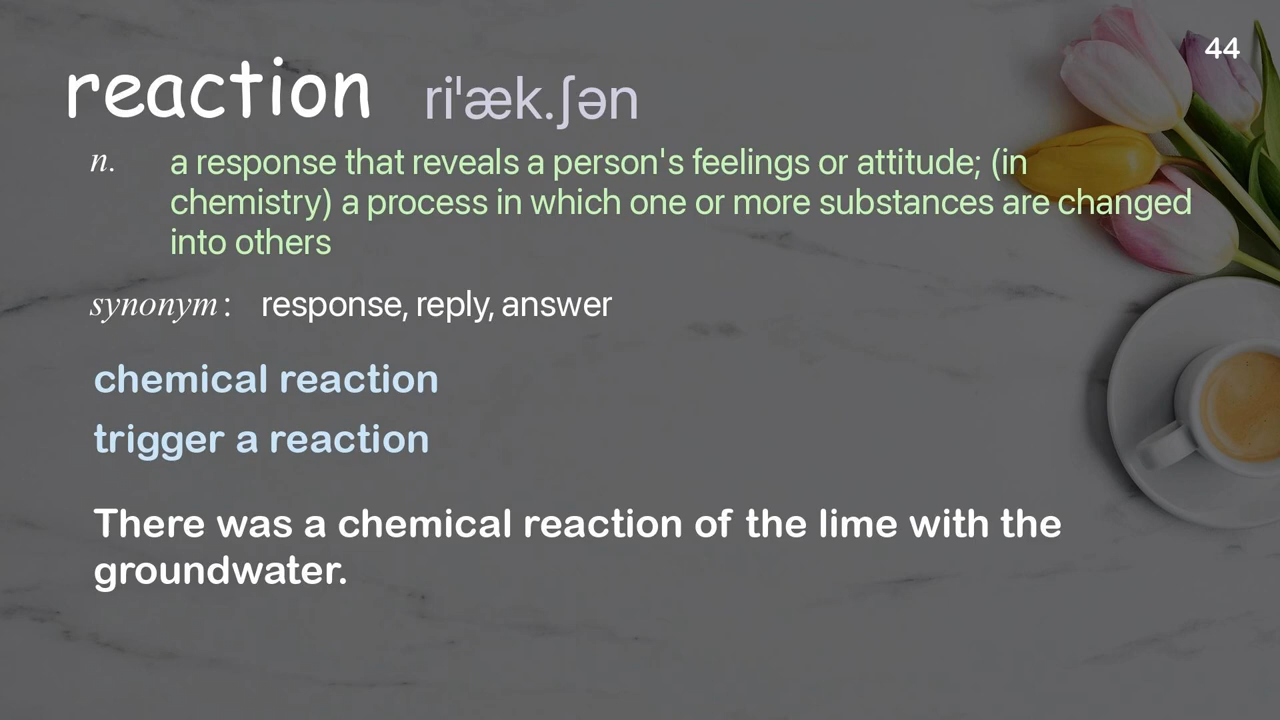 44
reaction ri'æk.ʃən
n. a response that reveals a person's feelings or attitude; (in
chemistry) a process in which one or more substances are changed
into others
synonym: response, reply, answer
chemical reaction
trigger a reaction
There was a chemical reaction of the lime with the
groundwater.